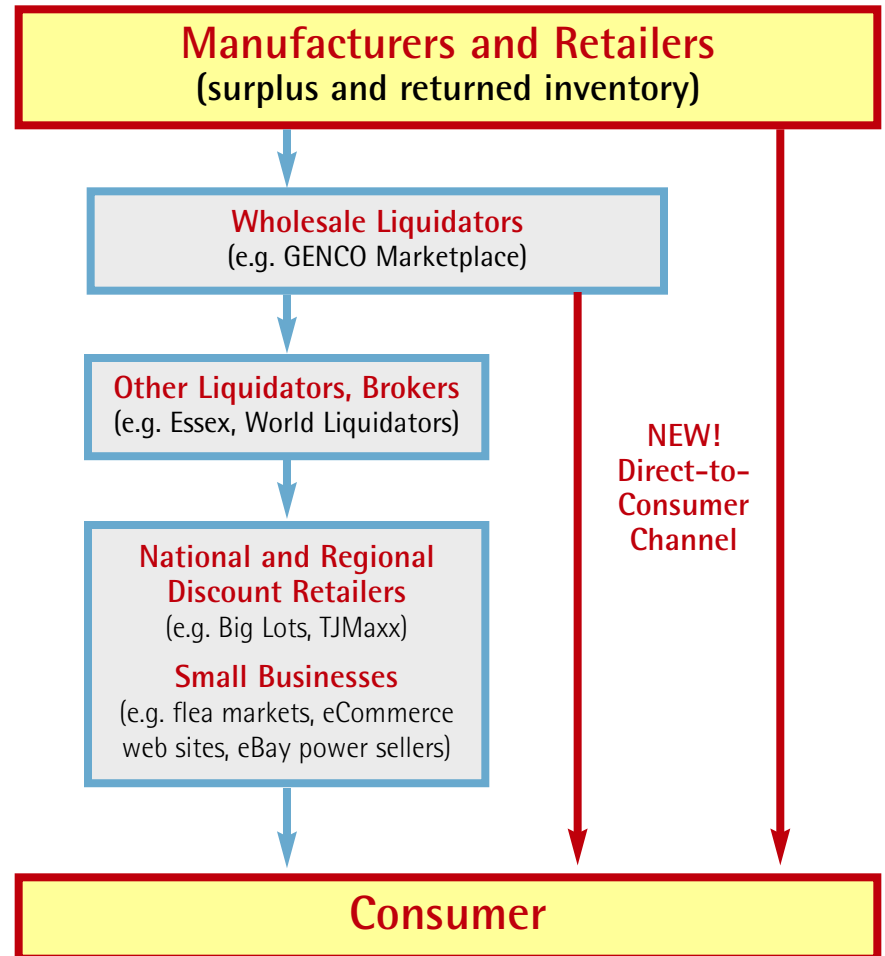 Manufacturers and Retailers
(surplus and returned inventory)
Wholesale Liquidators
(e.g. GENCO Marketplace)
Other Liquidators, Brokers
(e.g. Essex, World Liquidators)
NEW!
Direct-to-
Consumer
Channel
National and Regional
Discount Retailers
(e.g. Big Lots, TJMaxx)
Small Businesses
(e.g. flea markets, eCommerce
web sites, eBay power sellers)
Consumer